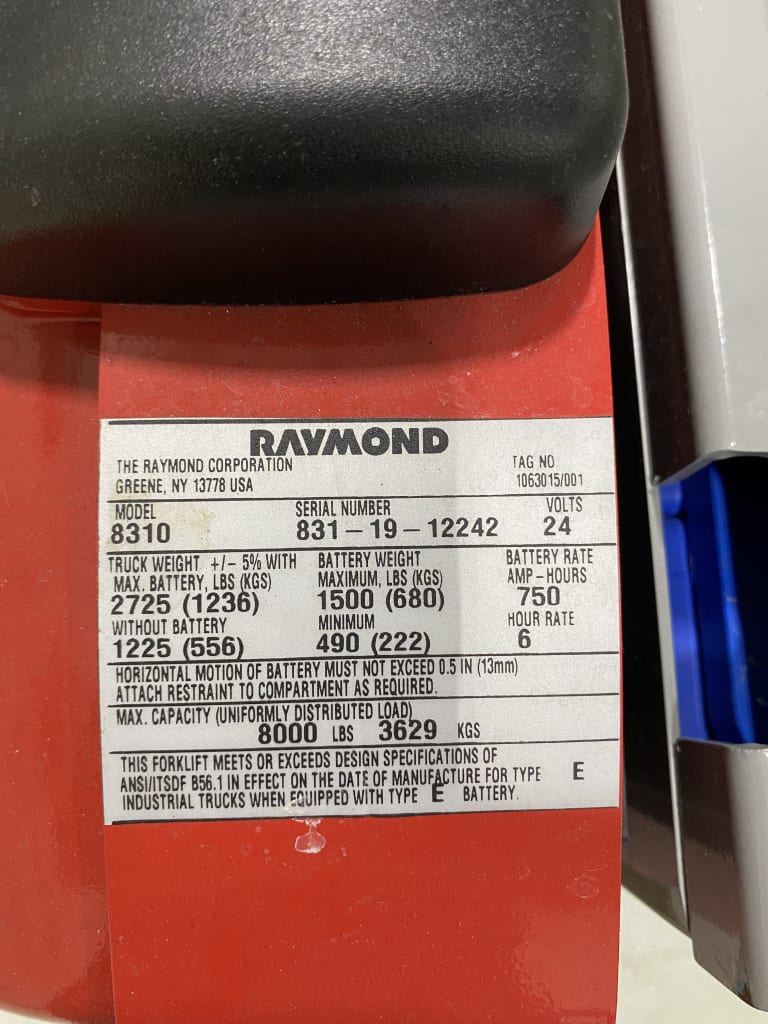 RAYMOND
THE RAYMOND CORPORATION
GREENE, NY 13778 USA
TAG NO
1063015/001
MODEL SERIAL NUMBER VOLTS
8310 831-19-12242 24
TRUCK WEIGHT +/- 5% WITH
MAX. BATTERY, LBS (KGS)
2725 (1236)
WITHOUT BATTERY
1225 (556)
BATTERY WEIGHT
MAXIMUM, LBS (KGS)
1500 (680)
MINIMUM
490 (222)
BATTERY RATE
AMP-HOURS
750
HOUR RATE
6
HORIZONTAL MOTION OF BATTERY MUST NOT EXCEED 0.5 IN (13mm)
ATTACH RESTRAINT TO COMPARTMENT AS REQUIRED.
MAX. CAPACITY (UNIFORMLY DISTRIBUTED LOAD)
8000 LBS 3629 KGS
THIS FORKLIFT MEETS OR EXCEEDS DESIGN SPECIFICATIONS OF
ANSI/ITSDF B56.1 IN EFFECT ON THE DATE OF MANUFACTURE FOR TYPE E
INDUSTRIAL TRUCKS WHEN EQUIPPED WITH TYPE E BATTERY.